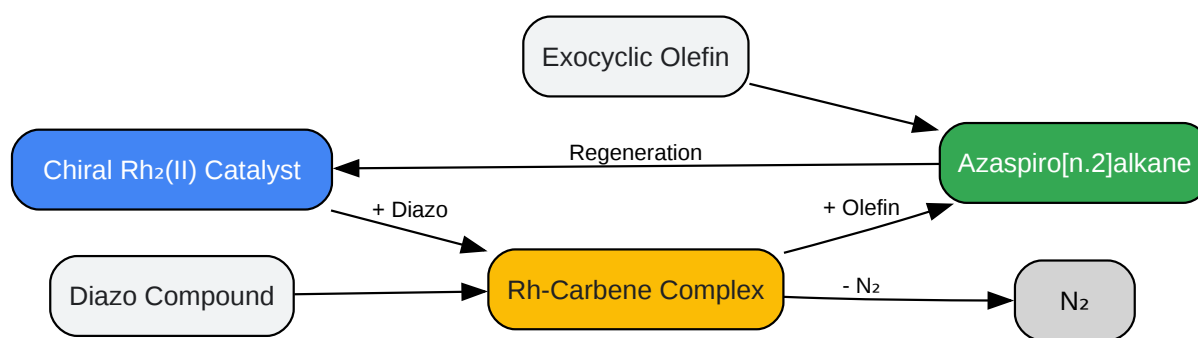 Exocyclic Olefin
Regeneration
Chiral Rh₂(II) Catalyst
Azaspiro[n.2]alkane
+ Diazo
+ Olefin
Diazo Compound
Rh-Carbene Complex
- N₂
N₂